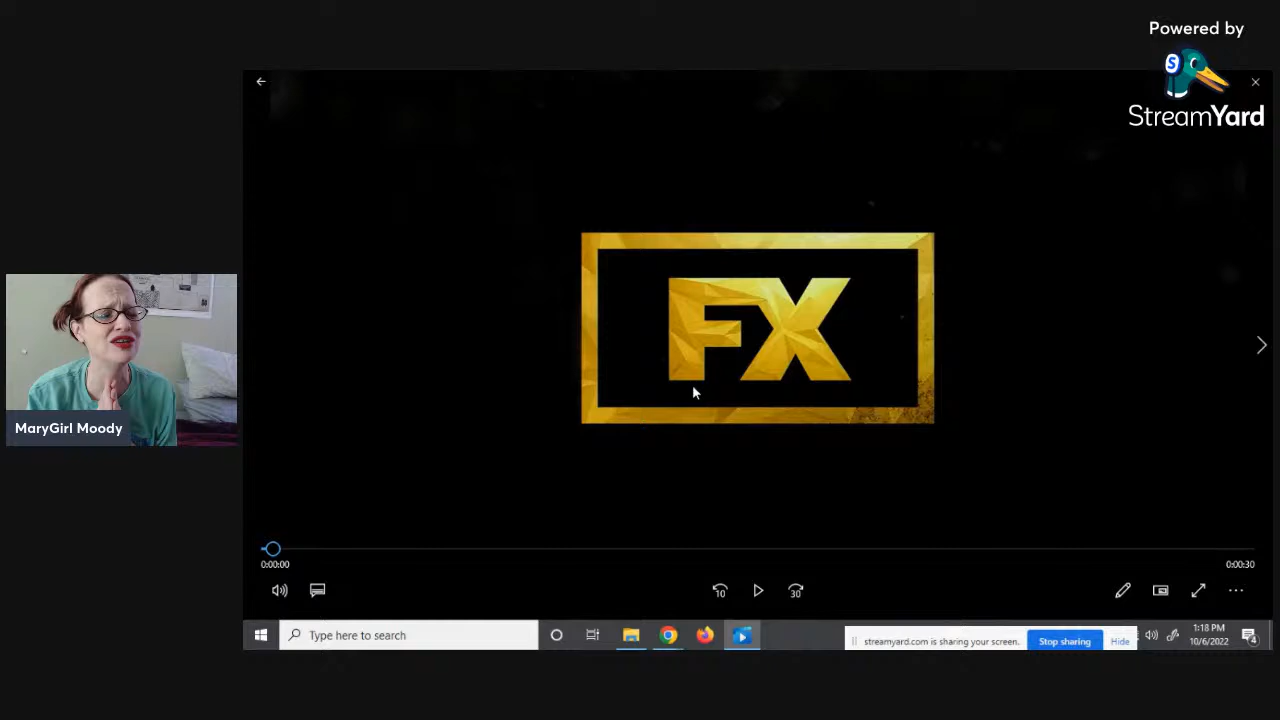 Powered by
S
StreamYard
FX
MaryGirl Moody
0:00:00
0:00:30
10
30
Type here to search
streamyard.com is sharing your screen.
Stop sharing
Hide
1:18 PM
10/6/2022
4